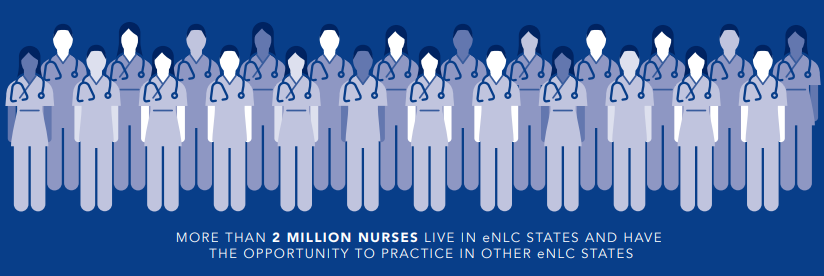 MORE THAN 2 MILLION NURSES LIVE IN eNLC STATES AND HAVE
THE OPPORTUNITY TO PRACTICE IN OTHER eNLC STATES